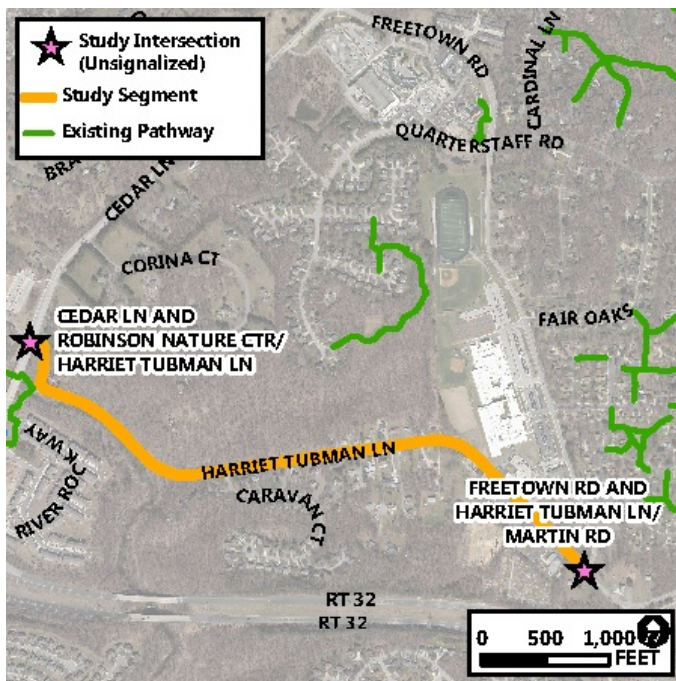 Study Intersection
(Unsignalized)
Study Segment
Existing Pathway
FREETOWN RD
CARDINAL LN
QUARTERSTAFF RD
CEDAR LN
CORINA CT
CEDAR LN AND
ROBINSON NATURE CTR/
HARRIET TUBMAN LN
FAIR OAKS
RIVER ROCK WAY
HARRIET TUBMAN LN
CARAVAN CT
FREETOWN RD AND
HARRIET TUBMAN LN/
MARTIN RD
RT 32
RT 32
0 500 1,000
FEET